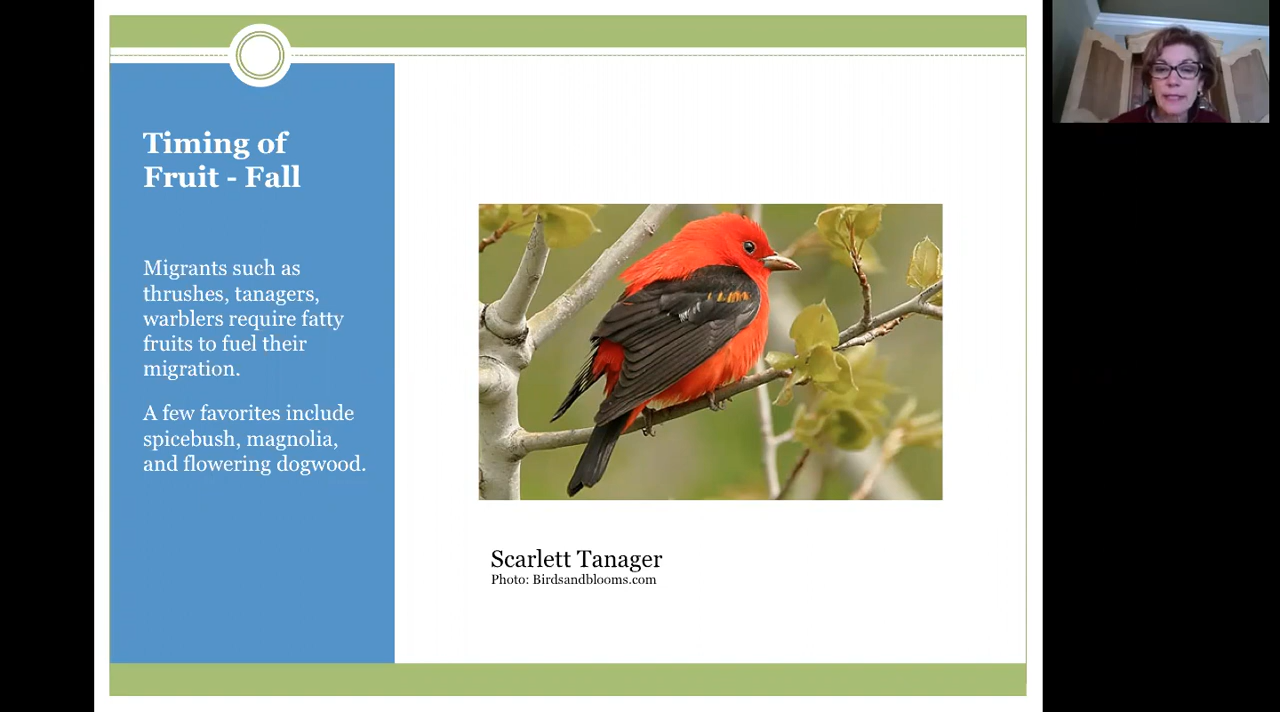 Timing of
Fruit - Fall
Migrants such as
thrushes, tanagers,
warblers require fatty
fruits to fuel their
migration.
A few favorites include
spicebush, magnolia,
and flowering dogwood.
Scarlett Tanager
Photo: Birdsandblooms.com